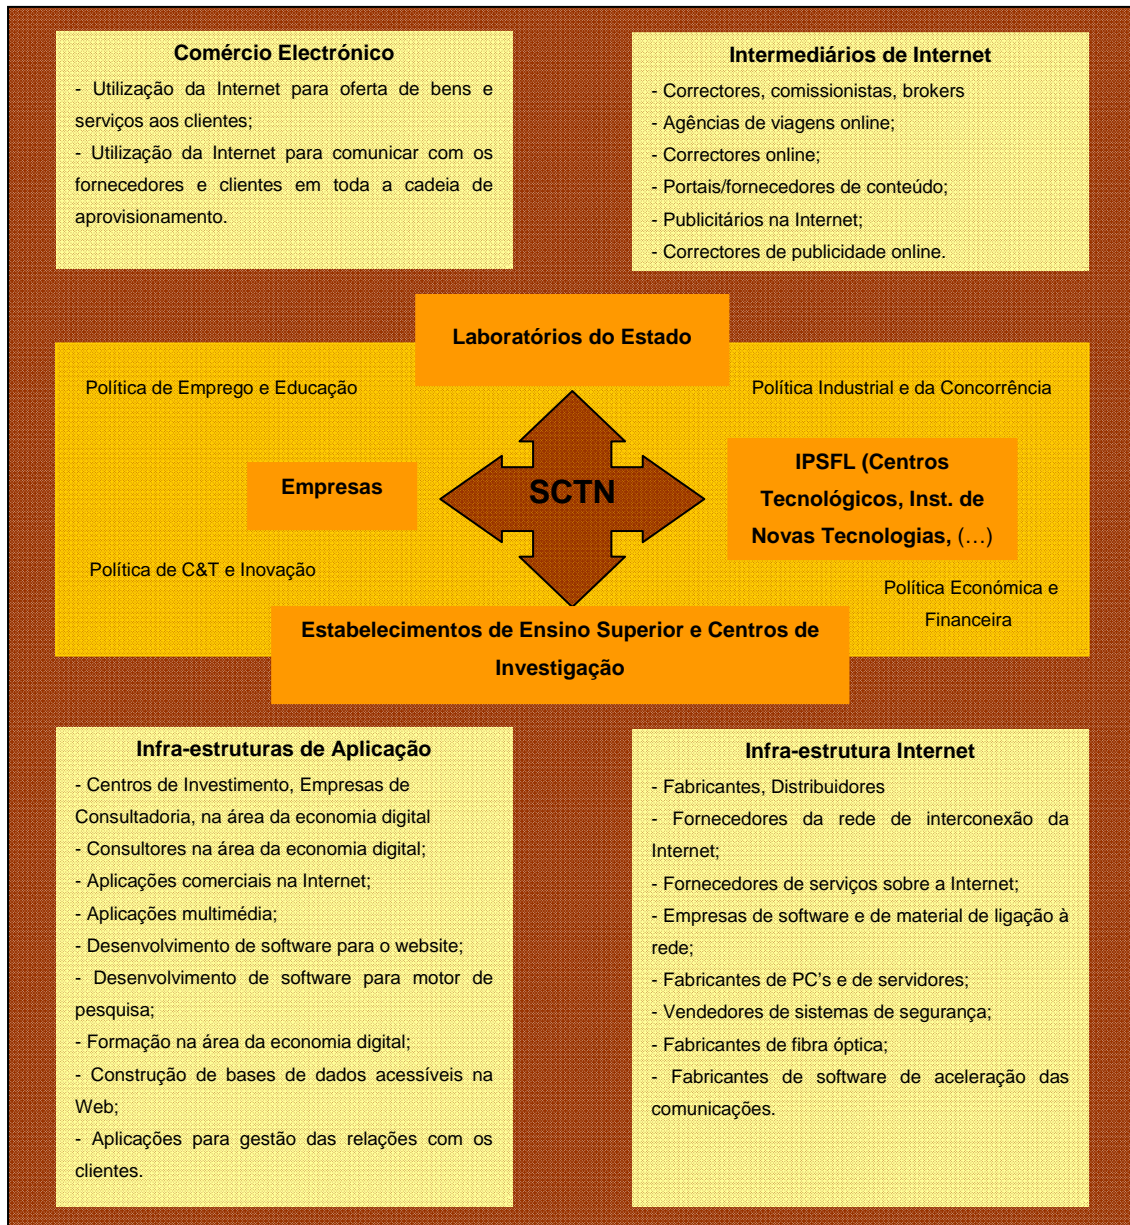 Comércio Electrónico
- Utilização da Internet para oferta de bens e
serviços aos clientes;
- Utilização da Internet para comunicar com os
fornecedores e clientes em toda a cadeia de
aprovisionamento.
Intermediários de Internet
- Correctores, comissionistas, brokers
- Agências de viagens online;
- Correctores online;
- Portais/fornecedores de conteúdo;
- Publicitários na Internet;
- Correctores de publicidade online.
Laboratórios do Estado
Política de Emprego e Educação
Política Industrial e da Concorrência
Empresas
SCTN
IPSFL (Centros
Tecnológicos, Inst. de
Novas Tecnologias, (…)
Política de C&T e Inovação
Política Económica e
Financeira
Estabelecimentos de Ensino Superior e Centros de
Investigação
Infra-estruturas de Aplicação
- Centros de Investimento, Empresas de
Consultadoria, na área da economia digital
- Consultores na área da economia digital;
- Aplicações comerciais na Internet;
- Aplicações multimédia;
- Desenvolvimento de software para o website;
- Desenvolvimento de software para motor de
pesquisa;
- Formação na área da economia digital;
- Construção de bases de dados acessíveis na
Web;
- Aplicações para gestão das relações com os
clientes.
Infra-estrutura Internet
- Fabricantes, Distribuidores
- Fornecedores da rede de interconexão da
Internet;
- Fornecedores de serviços sobre a Internet;
- Empresas de software e de material de ligação à
rede;
- Fabricantes de PC’s e de servidores;
- Vendedores de sistemas de segurança;
- Fabricantes de fibra óptica;
- Fabricantes de software de aceleração das
comunicações.